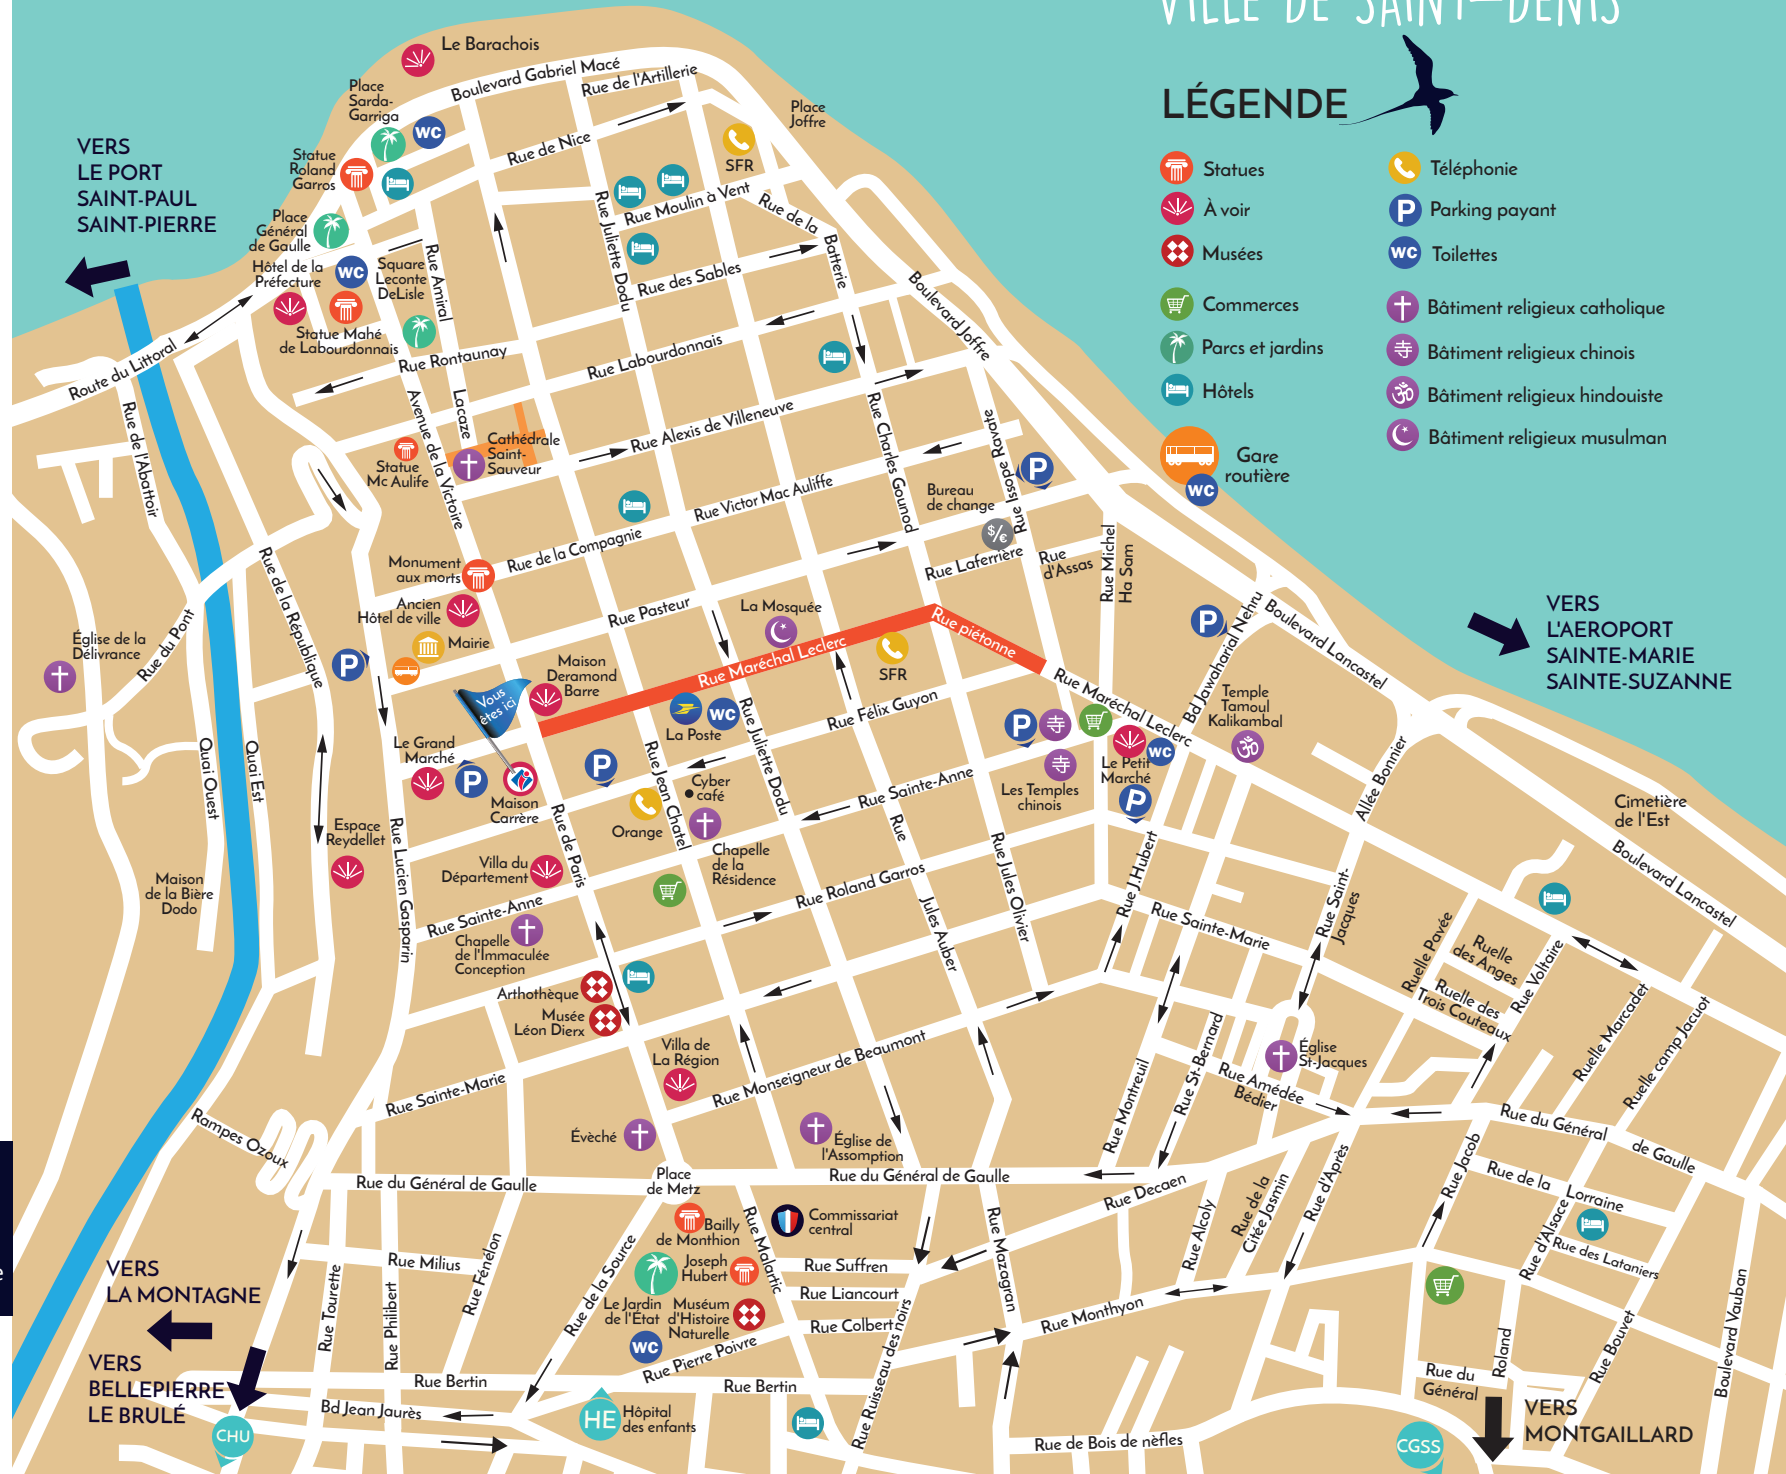 VILLE DE SAINT-DENIS
LÉGENDE
Statues
À voir
Musées
Commerces
Parcs et jardins
Hôtels
Gare
routière
WC
Téléphonie
P
Parking payant
WC
Toilettes
Bâtiment religieux catholique
Bâtiment religieux chinois
Bâtiment religieux hindouiste
Bâtiment religieux musulman
VERS
LE PORT
SAINT-PAUL
SAINT-PIERRE
Le Barachois
Boulevard Gabriel Macé
Rue de l'Artillerie
Place
Sarda-
Garriga
WC
Place
Joffre
SFR
Rue de Nice
Statue
Roland
Garros
Rue Moulin à Vent
Rue de la
Batterie
Rue Juliette Dodu
Place
Général
de Gaulle
Hôtel de la
Préfecture
WC
Square
Leconte
DeLisle
Rue Amiral
Lacaze
Rue des Sables
Boulevard Joffre
Statue Mahé
de Labourdonnais
Route du Littoral
Rue Rontaunay
Rue Labourdonnais
Rue de l'Abattoir
Avenue de la Victoire
Cathédrale
Saint-
Sauveur
Rue Alexis de Villeneuve
Rue Charles Gounod
Rue Issope Ravate
P
Statue
Mc Aulife
Rue Victor Mac Auliffe
Bureau
de change
$/€
Rue de la Compagnie
Rue Laferrière
Rue
d'Assas
Rue Michel
Ha Sam
Monument
aux morts
Ancien
Hôtel de ville
Mairie
Rue de la République
Rue Pasteur
La Mosquée
Rue Maréchal Leclerc
Rue piétonne
SFR
P
Bd Jawaharial Nehru
Boulevard Lancastel
VERS
L'AEROPORT
SAINTE-MARIE
SAINTE-SUZANNE
Église de la
Délivrance
Rue du Pont
P
Maison
Deramond
Barre
Vous
êtes ici
La Poste
WC
Rue Félix Guyon
Rue Maréchal Leclerc
Temple
Tamoul
Kalikambal
P
Le Petit
Marché
WC
P
Les Temples
chinois
Quai Ouest
Quai Est
Le Grand
Marché
P
Maison
Carrère
P
Orange
Rue Jean Chatel
Cyber
café
Rue Juliette Dodu
Rue Sainte-Anne
Allée Bonnier
Cimetière
de l'Est
Boulevard Lancastel
Espace
Reydellet
Rue Lucien Gasparin
Rue de Paris
Villa du
Département
Chapelle
de la
Résidence
Rue
Jules Auber
Rue Jules Olivier
Rue J.Hubert
Rue Roland Garros
Maison
de la Bière
Dodo
Rue Sainte-Anne
Chapelle
de l'Immaculée
Conception
Rue Sainte-Marie
Rue Saint-
Jacques
Ruelle Pavée
Ruelle
des Anges
Ruelle des
Trois Couteaux
Rue Voltaire
Ruelle Marcadet
Ruelle camp Jacuot
Arthothèque
Musée
Léon Dierx
Villa de
La Région
Rue Monseigneur de Beaumont
Rue Montreuil
Rue St-Bernard
Église
St-Jacques
Rue Amédée
Bédier
Rue Sainte-Marie
Rampes Ozoux
Évèché
Église de
l'Assomption
Rue du Général
de Gaulle
Rue du Général de Gaulle
Place
de Metz
Rue du Général de Gaulle
Rue Decaen
Rue Alcoly
Rue de la
Citée Jasmin
Rue d'Après
Rue Jacob
Rue de la
Lorraine
Rue d'Alsace
Rue des Lataniers
Bailly
de Monthion
Commissariat
central
Joseph
Hubert
Rue Malartic
Rue Suffren
Rue Liancourt
Rue Colbert
Rue Mazagran
Rue Monthyon
Rue Milius
Rue Fénélon
Rue Tourette
Rue Philibert
Rue de la Source
Le Jardin
de l'État
WC
Muséum
d'Histoire
Naturelle
Rue Pierre Poivre
Rue Ruisseau des noirs
Rue Bertin
Rue Bertin
Bd Jean Jaurès
HE
Hôpital
des enfants
VERS
LA MONTAGNE
VERS
BELLEPIERRE
LE BRULÉ
CHU
Rue de Bois de nèfles
Rue du
Général
Roland
Rue Bouvet
Boulevard Vauban
CGSS
VERS
MONTGAILLARD